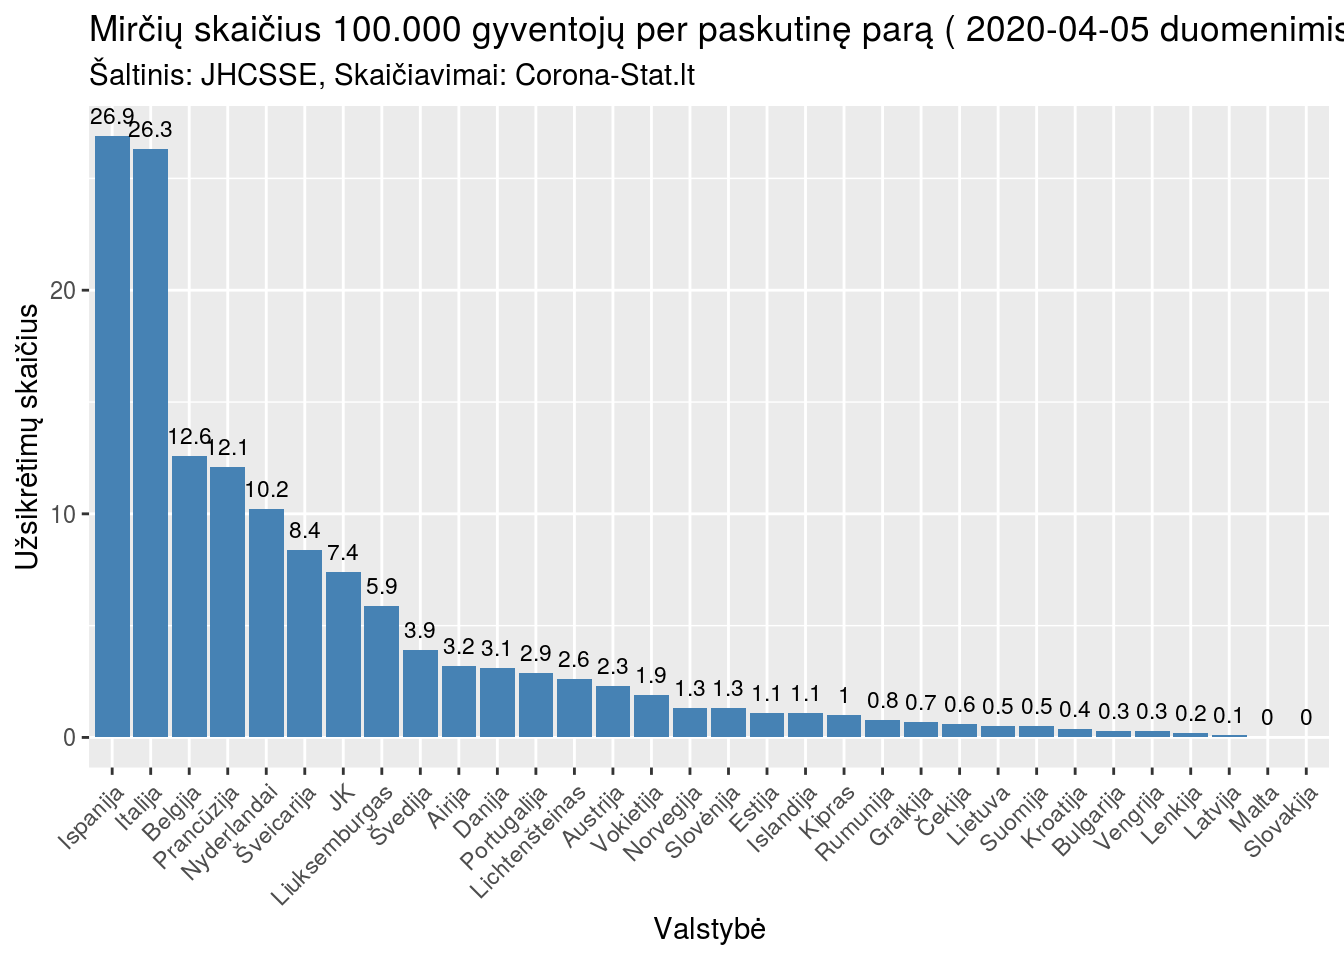 Mirčių skaičius 100.000 gyventojų per paskutinę parą ( 2020-04-05 duomenimis
Šaltinis: JHCSSE, Skaičiavimai: Corona-Stat.lt
Užsikrėtimų skaičius
20
10
0
26.9
26.3
12.6
12.1
10.2
8.4
7.4
5.9
3.9
3.2
3.1
2.9
2.6
2.3
1.9
1.3
1.3
1.1
1.1
1
0.8
0.7
0.6
0.5
0.5
0.4
0.3
0.3
0.2
0.1
0
0
Ispanija
Italija
Belgija
Prancūzija
Nyderlandai
Šveicarija
JK
Liuksemburgas
Švedija
Airija
Danija
Portugalija
Lichtenšteinas
Austrija
Vokietija
Norvegija
Slovėnija
Estija
Islandija
Kipras
Rumunija
Graikija
Čekija
Lietuva
Suomija
Kroatija
Bulgarija
Vengrija
Lenkija
Latvija
Malta
Slovakija
Valstybė